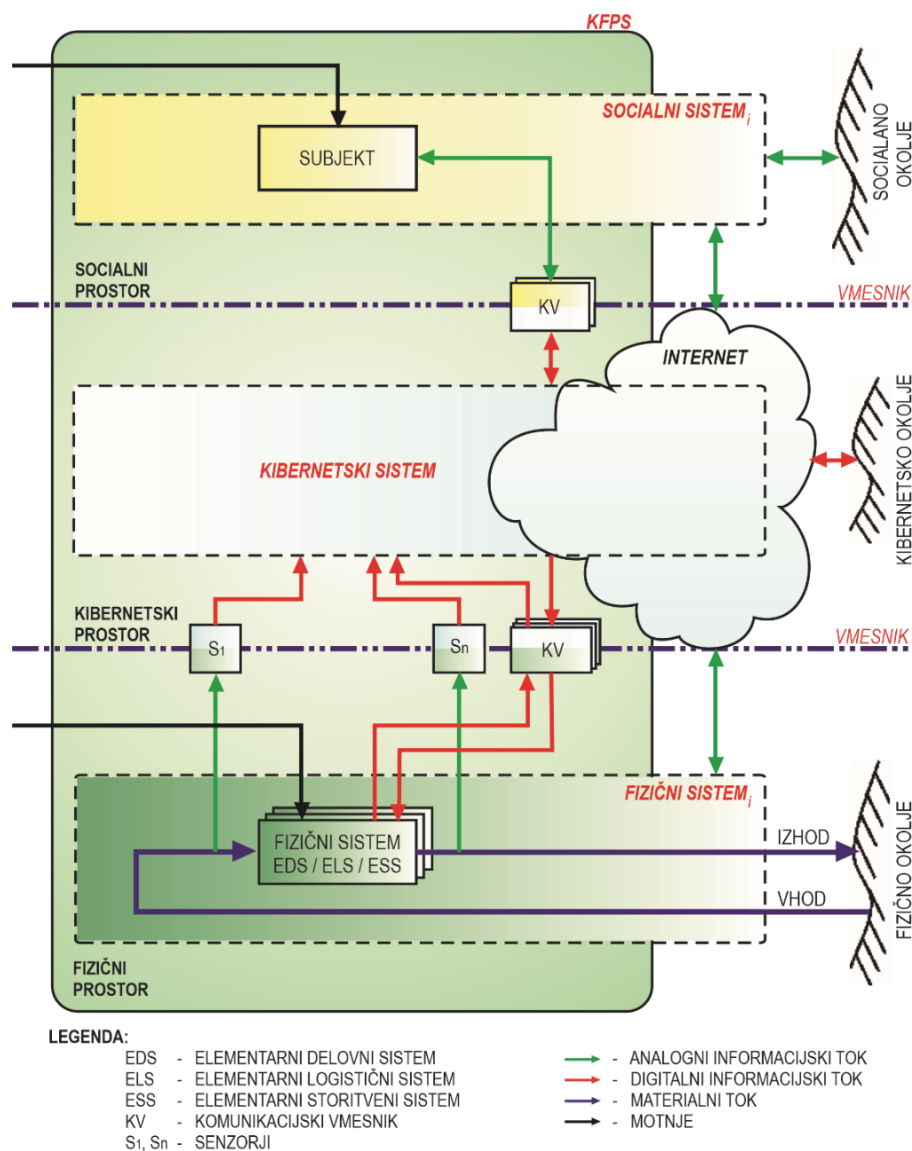 KFPS
SOCIALNI SISTEM i
SUBJEKT
SOCIALANO
OKOLJE
SOCIALNI
PROSTOR
KV
VMESNIK
INTERNET
KIBERNETSKI SISTEM
KIBERNETSKO OKOLJE
KIBERNETSKI
PROSTOR
S1
Sn
KV
VMESNIK
FIZIČNI SISTEM i
FIZIČNI SISTEM
EDS / ELS / ESS
IZHOD
VHOD
FIZIČNO OKOLJE
FIZIČNI
PROSTOR
LEGENDA:
EDS - ELEMENTARNI DELOVNI SISTEM
ELS - ELEMENTARNI LOGISTIČNI SISTEM
ESS - ELEMENTARNI STORITVENI SISTEM
KV - KOMUNIKACIJSKI VMESNIK
S1, Sn - SENZORJI
- ANALOGNI INFORMACIJSKI TOK
- DIGITALNI INFORMACIJSKI TOK
- MATERIALNI TOK
- MOTNJE